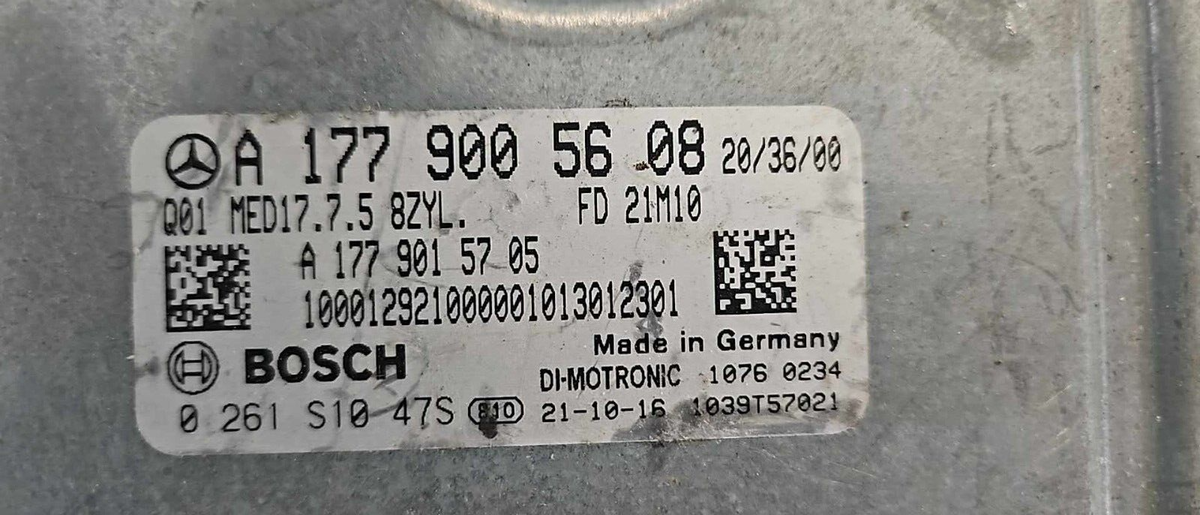 A 177 900 56 08 20/36/00
Q01 MED17.7.5 8ZYL. FD 21M10
A 177 901 57 05
100012921000001013012301
Made in Germany
BOSCH
DI-MOTRONIC 1076 0234
0 261 S10 47S 810 21-10-16 1039T57021